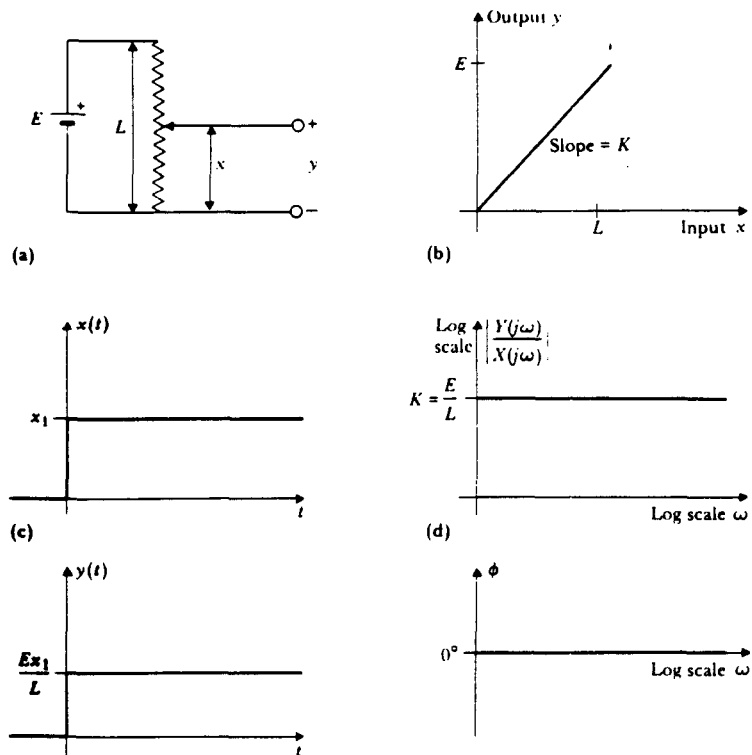 E
+
L
x
+
y
−
(a)
Output y
E
Slope = K
L
Input x
(b)
x(t)
x₁
t
(c)
y(t)
Ex₁
L
t
Log
scale
Y(jω)
X(jω)
K = E
L
Log scale ω
(d)
φ
0°
Log scale ω